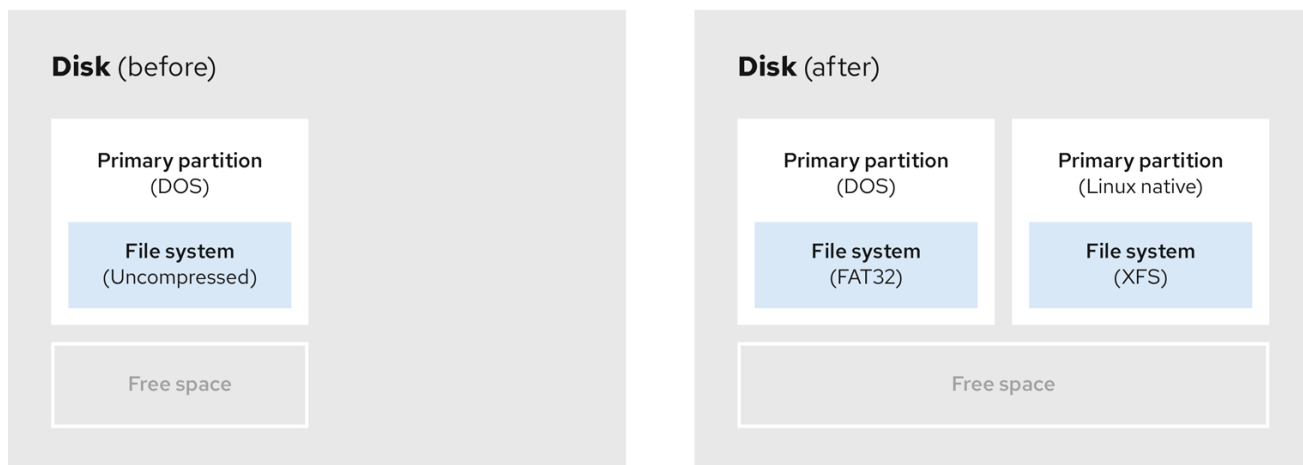 Disk (before)
Primary partition
(DOS)
File system
(Uncompressed)
Free space
Disk (after)
Primary partition
(DOS)
File system
(FAT32)
Primary partition
(Linux native)
File system
(XFS)
Free space